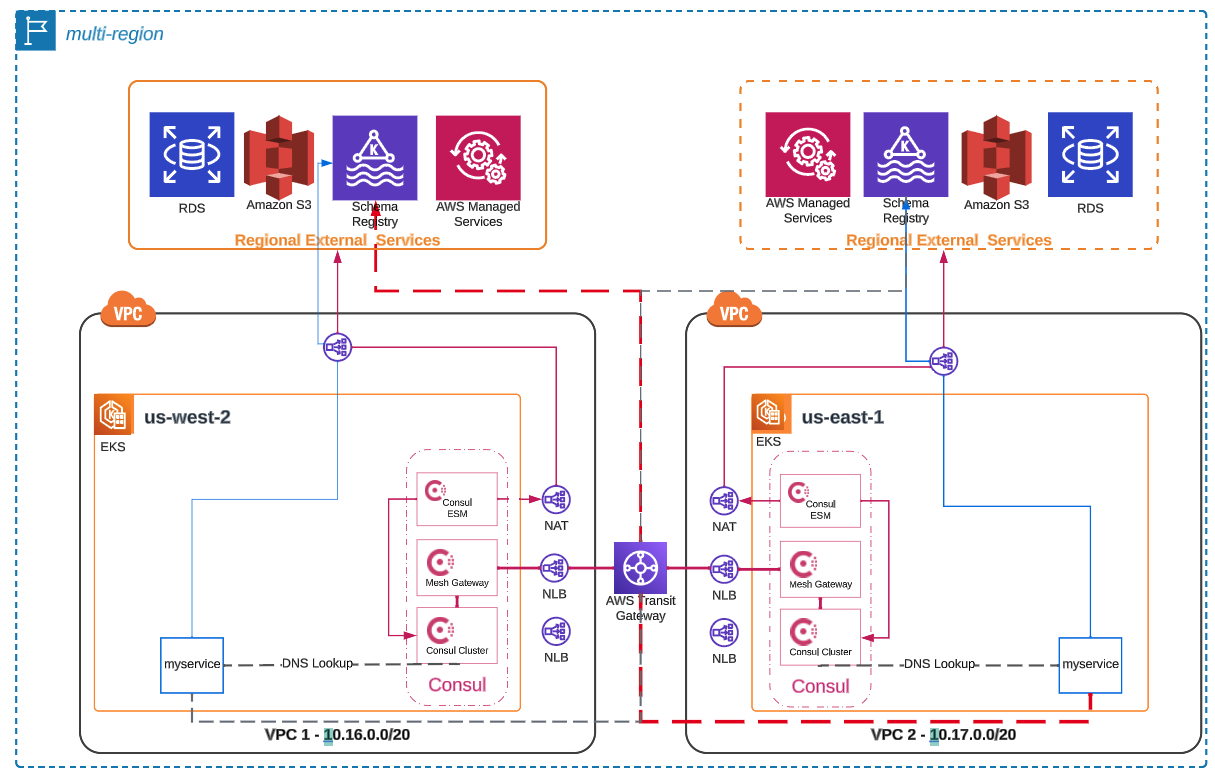 multi-region
RDS
Amazon S3
Schema
Registry
AWS Managed
Services
Regional External Services
AWS Managed
Services
Schema
Registry
Amazon S3
RDS
Regional External Services
VPC
VPC
us-west-2
EKS
Consul
ESM
NAT
Mesh Gateway
NLB
Consul Cluster
NLB
myservice
DNS Lookup
Consul
VPC 1 - 10.16.0.0/20
AWS Transit
Gateway
us-east-1
EKS
NAT
Consul
ESM
NLB
Mesh Gateway
NLB
Consul Cluster
DNS Lookup
myservice
Consul
VPC 2 - 10.17.0.0/20
K
K